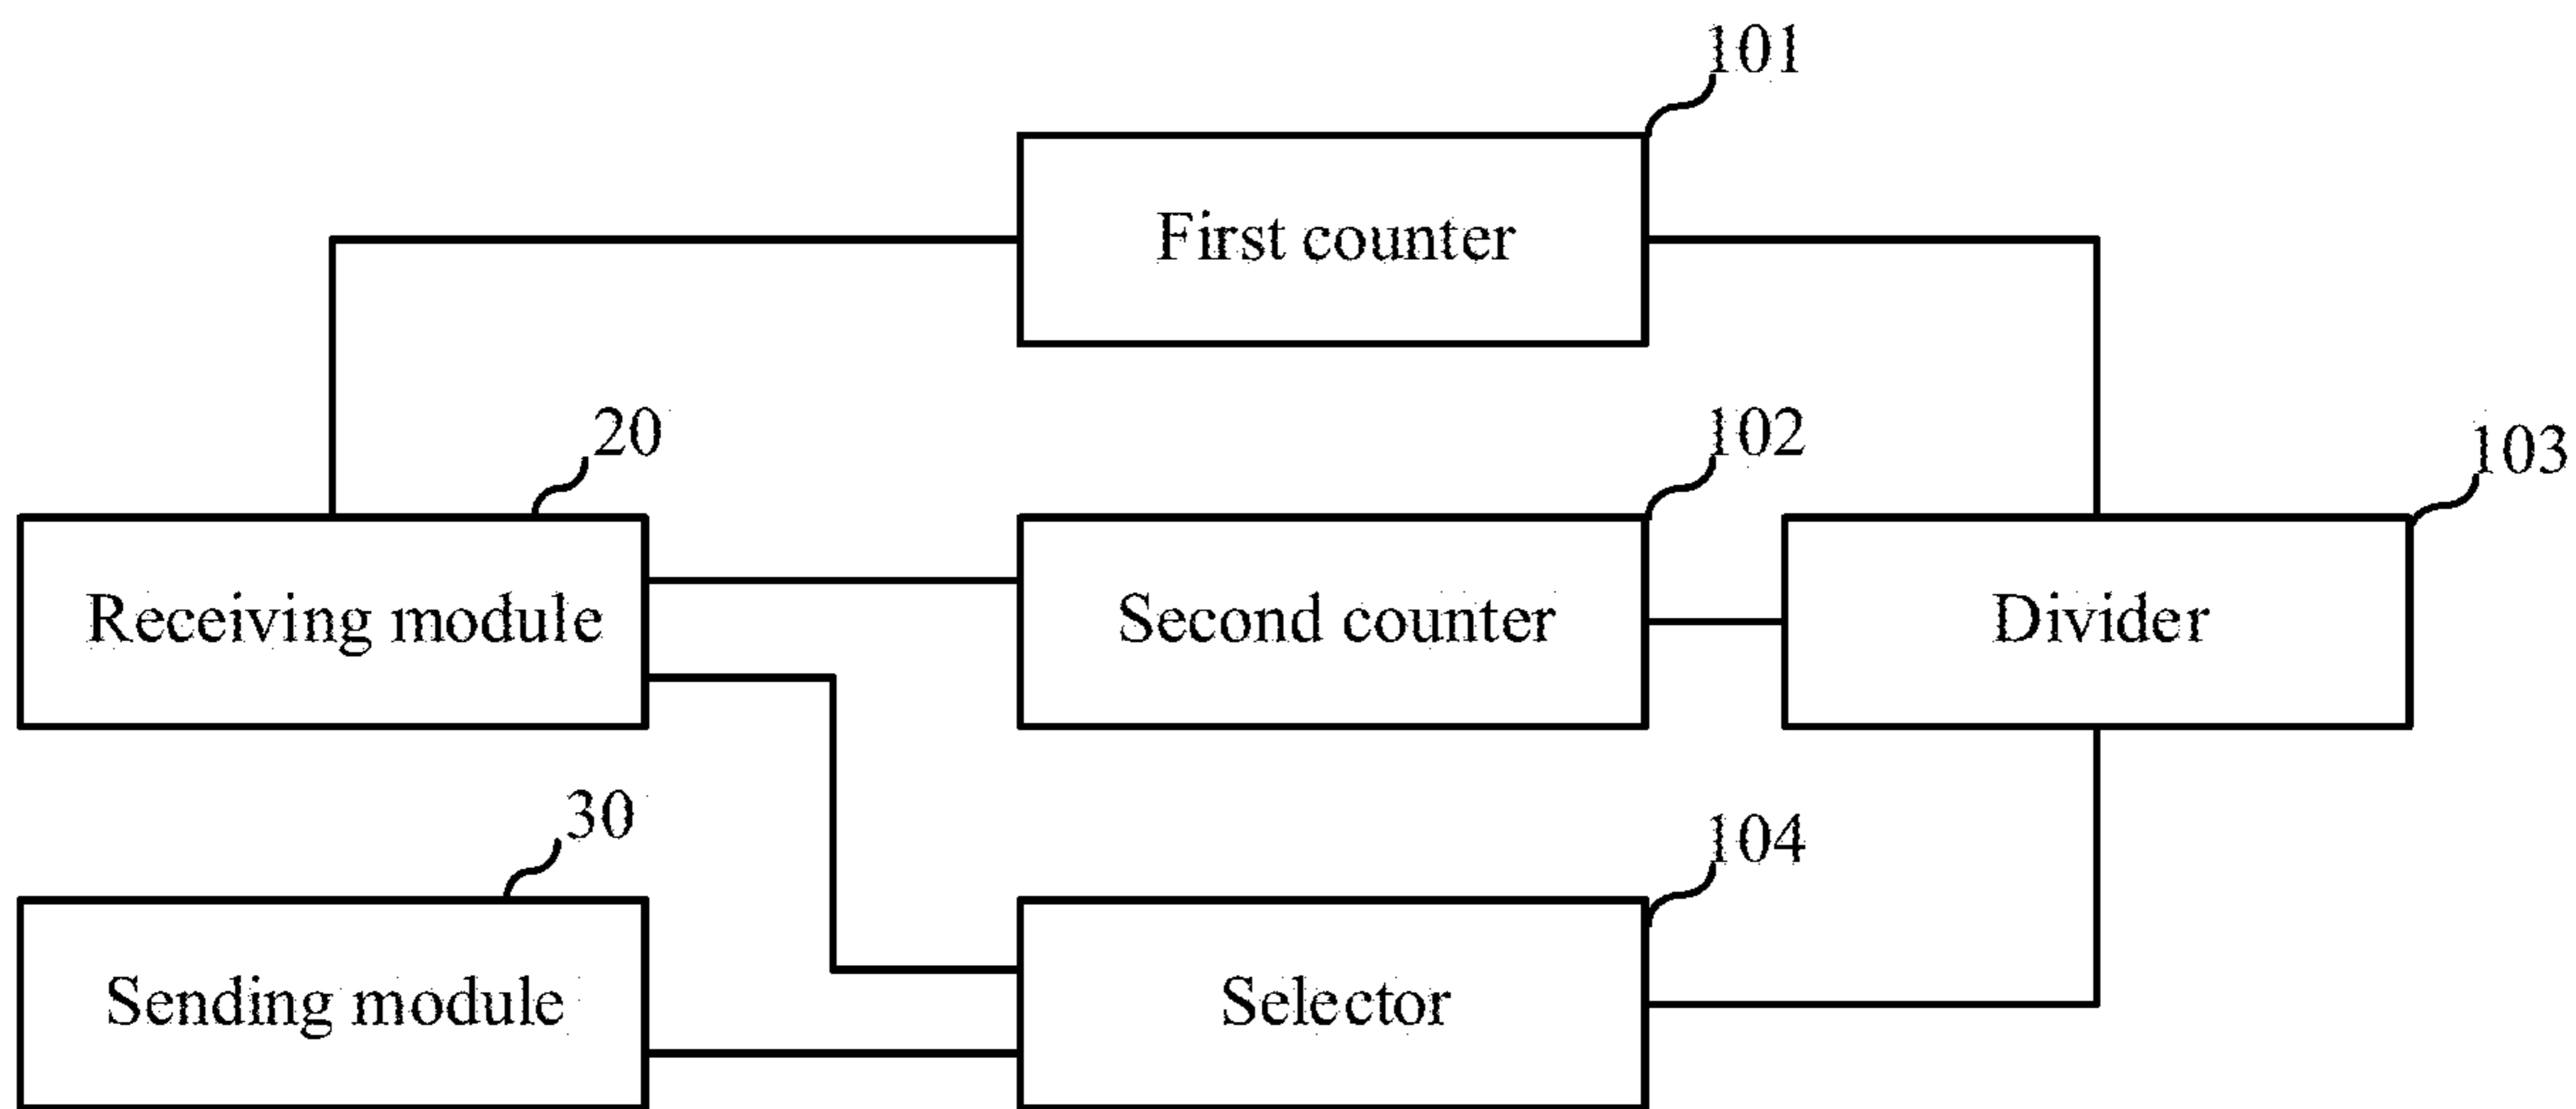 101
First counter
20
102
103
Receiving module
Second counter
Divider
30
104
Sending module
Selector